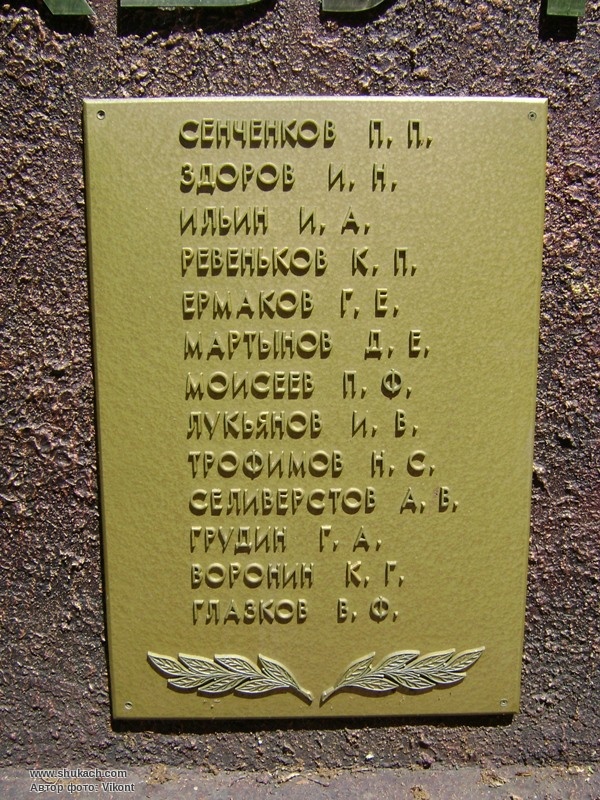 СЕНЧЕНКОВ П. П.
ЗДОРОВ И. Н.
ИЛЬИН И. А.
РЕВЕНЬКОВ К. П.
ЕРМАКОВ Г. Е.
МАРТЫНОВ Д. Е.
МОИСЕЕВ П. Ф.
ЛУКЬЯНОВ И. В.
ТРОФИМОВ Н. С.
СЕЛИВЕРСТОВ А. В.
ГРУДИН Г. А.
ВОРОНИН К. Г.
ГЛАЗКОВ В. Ф.
www.shukach.com
Автор фото: Vikont